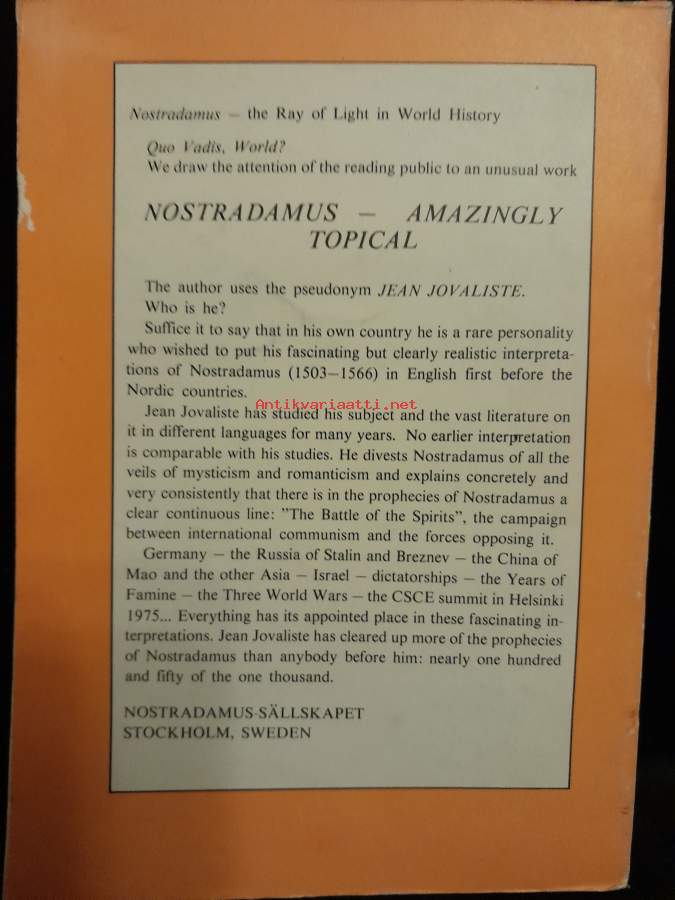 Nostradamus – the Ray of Light in World History
Quo Vadis, World?
We draw the attention of the reading public to an unusual work
NOSTRADAMUS – AMAZINGLY
TOPICAL
The author uses the pseudonym JEAN JOVALISTE.
Who is he?
Suffice it to say that in his own country he is a rare personality
who wished to put his fascinating but clearly realistic interpreta-
tions of Nostradamus (1503–1566) in English first before the
Nordic countries.
Antikvariaatti.net
Jean Jovaliste has studied his subject and the vast literature on
it in different languages for many years. No earlier interpretation
is comparable with his studies. He divests Nostradamus of all the
veils of mysticism and romanticism and explains concretely and
very consistently that there is in the prophecies of Nostradamus a
clear continuous line: ”The Battle of the Spirits”, the campaign
between international communism and the forces opposing it.
Germany – the Russia of Stalin and Breznev – the China of
Mao and the other Asia – Israel – dictatorships – the Years of
Famine – the Three World Wars – the CSCE summit in Helsinki
1975... Everything has its appointed place in these fascinating in-
terpretations. Jean Jovaliste has cleared up more of the prophecies
of Nostradamus than anybody before him: nearly one hundred
and fifty of the one thousand.
NOSTRADAMUS-SÄLLSKAPET
STOCKHOLM, SWEDEN